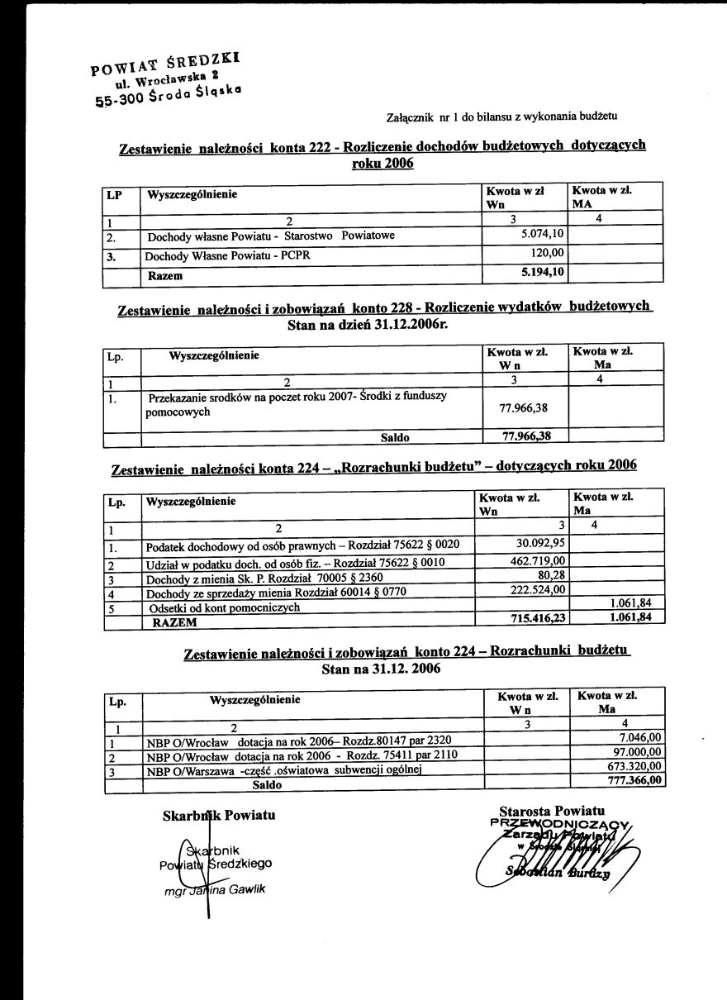 POWIAT ŚREDZKI
ul. Wrocławska 2
55-300 Środa Śląska
Załącznik nr 1 do bilansu z wykonania budżetu
Zestawienie należności konta 222 - Rozliczenie dochodów budżetowych dotyczących
roku 2006
LP Wyszczególnienie Kwota w zł Wn Kwota w zł. MA
1 2 3 4
2. Dochody własne Powiatu - Starostwo Powiatowe 5.074,10
3. Dochody Własne Powiatu - PCPR 120,00
Razem 5.194,10
Zestawienie należności i zobowiązań konto 228 - Rozliczenie wydatków budżetowych
Stan na dzień 31.12.2006r.
Lp. Wyszczególnienie Kwota w zł. W n Kwota w zł. Ma
1 2 3 4
1. Przekazanie srodków na poczet roku 2007- Środki z funduszy
pomocowych 77.966,38
Saldo 77.966,38
Zestawienie należności konta 224 – „Rozrachunki budżetu” – dotyczących roku 2006
Lp. Wyszczególnienie Kwota w zł. Wn Kwota w zł. Ma
1 2 3 4
1. Podatek dochodowy od osób prawnych – Rozdział 75622 § 0020 30.092,95
2 Udział w podatku doch. od osób fiz. – Rozdział 75622 § 0010 462.719,00
3 Dochody z mienia Sk. P. Rozdział 70005 § 2360 80,28
4 Dochody ze sprzedaży mienia Rozdział 60014 § 0770 222.524,00
5 Odsetki od kont pomocniczych 1.061,84
RAZEM 715.416,23 1.061,84
Zestawienie należności i zobowiązań konto 224 – Rozrachunki budżetu
Stan na 31.12. 2006
Lp. Wyszczególnienie Kwota w zł. W n Kwota w zł. Ma
1 2 3 4
1 NBP O/Wrocław dotacja na rok 2006– Rozdz.80147 par 2320 7.046,00
2 NBP O/Wrocław dotacja na rok 2006 - Rozdz. 75411 par 2110 97.000,00
3 NBP O/Warszawa -część .oświatowa subwencji ogólnej 673.320,00
Saldo 777.366,00
Skarbnik Powiatu
Starosta Powiatu
PRZEWODNICZĄCY
Zarządu Powiatu
w Środzie Śląskiej
Sebastian Burdzy
Skarbnik
Powiatu Średzkiego
mgr Janina Gawlik